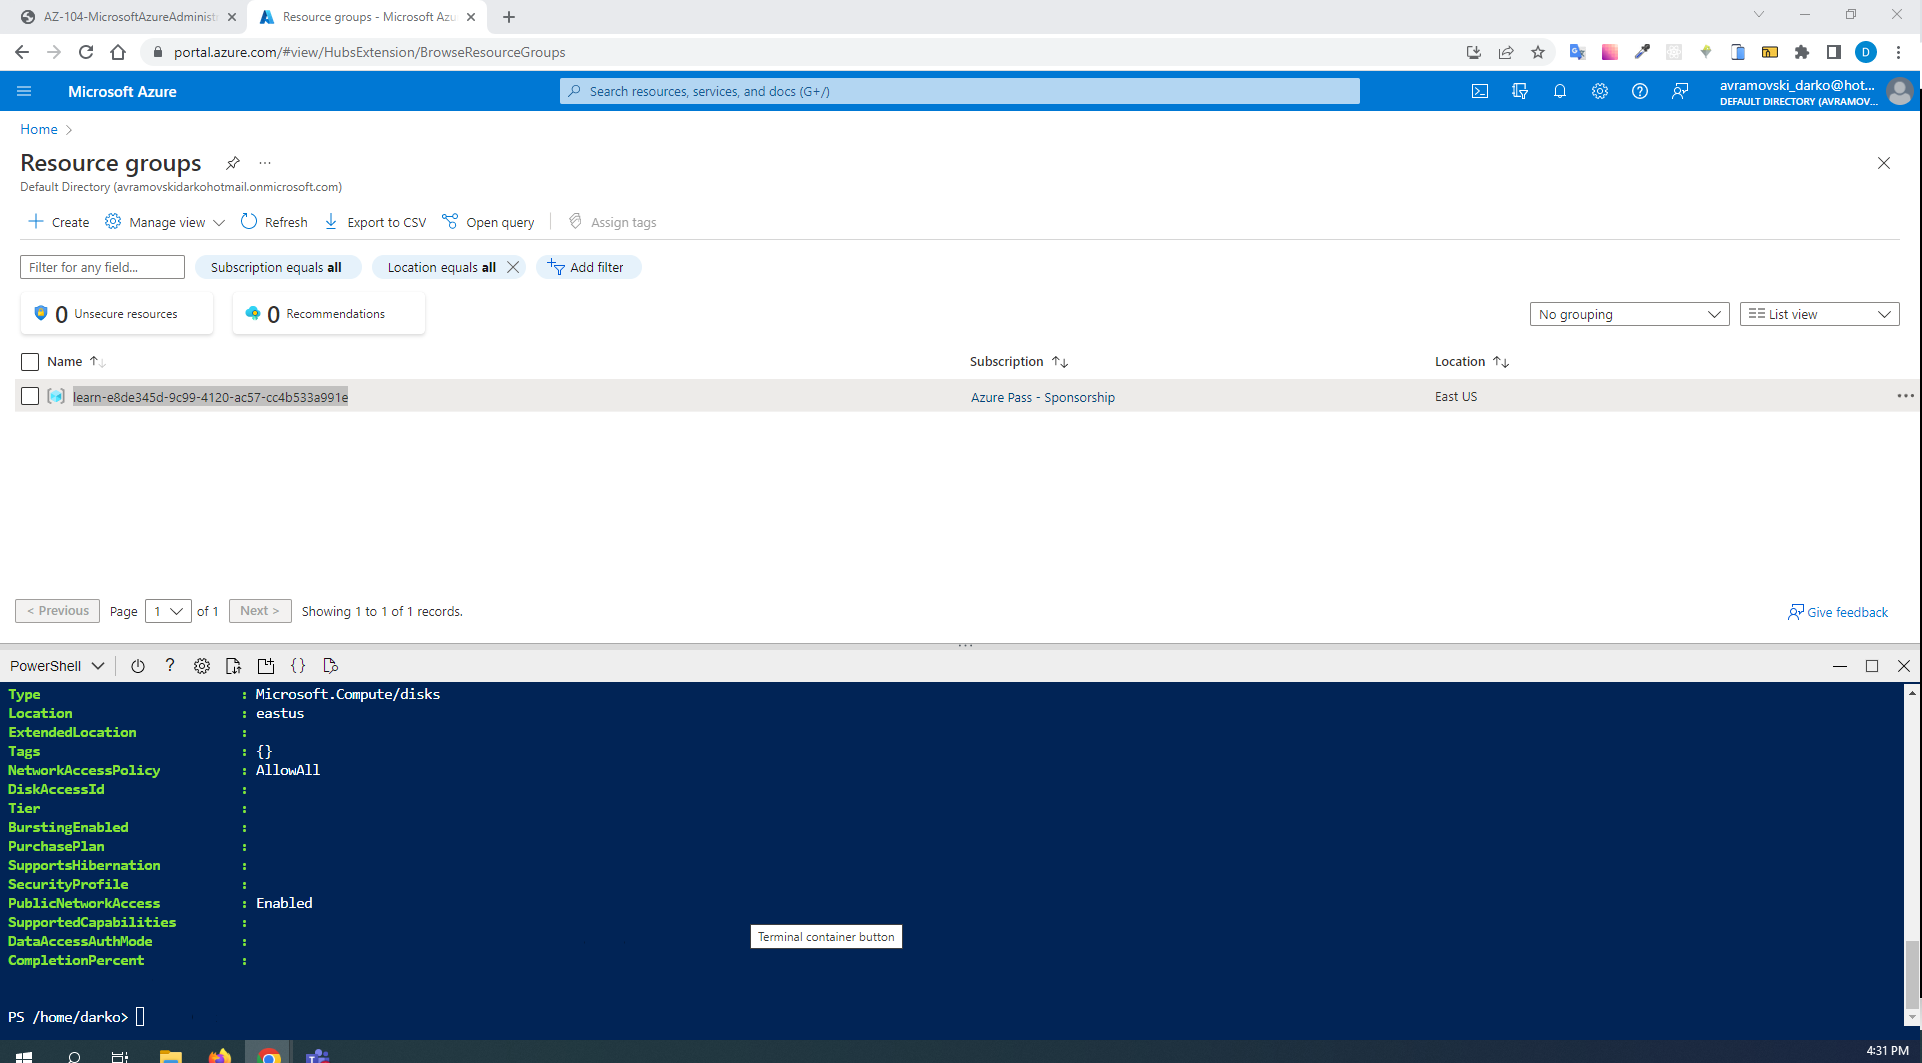 AZ-104-MicrosoftAzureAdministr
Resource groups - Microsoft Azu
portal.azure.com/#view/HubsExtension/BrowseResourceGroups
D
Microsoft Azure
Search resources, services, and docs (G+/)
avramovski_darko@hot...
DEFAULT DIRECTORY (AVRAMOV...
Home
Resource groups
Default Directory (avramovskidarkohotmail.onmicrosoft.com)
Create
Manage view
Refresh
Export to CSV
Open query
Assign tags
Filter for any field...
Subscription equals all
Location equals all
Add filter
0 Unsecure resources
0 Recommendations
No grouping
List view
Name
Subscription
Location
learn-e8de345d-9c99-4120-ac57-cc4b533a991e
Azure Pass - Sponsorship
East US
< Previous
Page 1 of 1
Next >
Showing 1 to 1 of 1 records.
Give feedback
PowerShell
Type : Microsoft.Compute/disks
Location : eastus
ExtendedLocation :
Tags : {}
NetworkAccessPolicy : AllowAll
DiskAccessId :
Tier :
BurstingEnabled :
PurchasePlan :
SupportsHibernation :
SecurityProfile :
PublicNetworkAccess : Enabled
SupportedCapabilities :
DataAccessAuthMode :
CompletionPercent :
Terminal container button
PS /home/darko>
4:31 PM